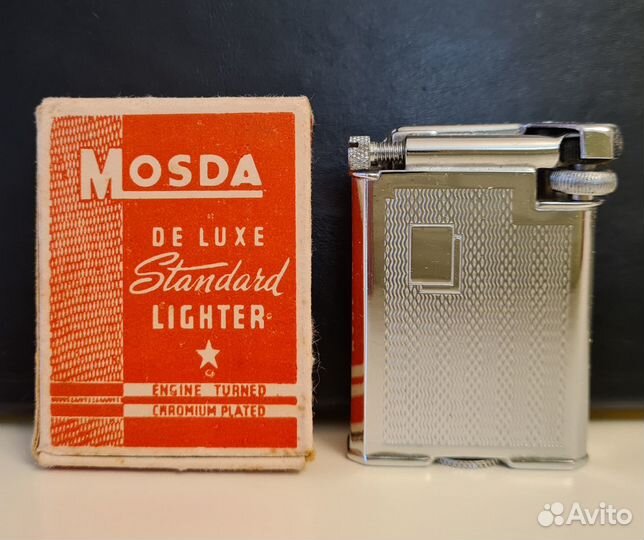 MOSDA
DE LUXE
Standard
LIGHTER
ENGINE TURNED
CHROMIUM PLATED
Avito